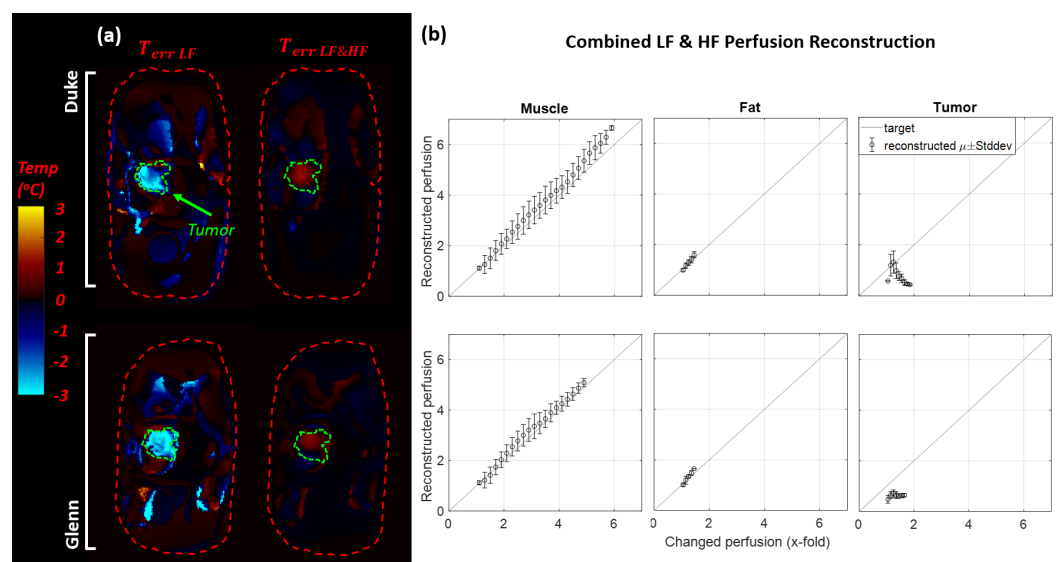 (a)
T_err LF
T_err LF&HF
Duke
Tumor
Temp
(ºC)
3
2
1
0
-1
-2
-3
Glenn
(b)
Combined LF & HF Perfusion Reconstruction
Muscle
Fat
Tumor
target
reconstructed μ±Stddev
Reconstructed perfusion
6
4
2
0
Reconstructed perfusion
6
4
2
0
0 2 4 6
0 2 4 6
0 2 4 6
Changed perfusion (x-fold)